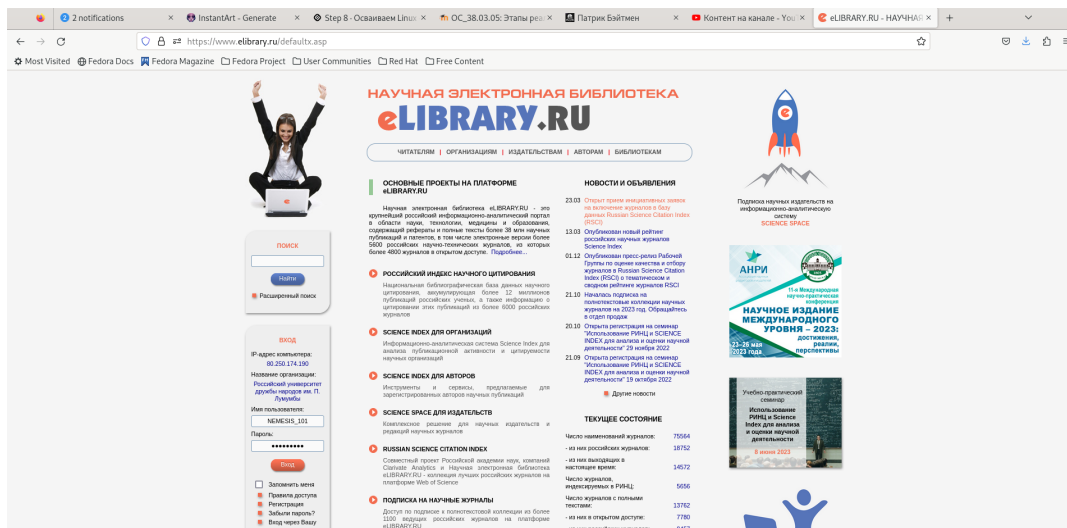 2 notifications
InstantArt - Generate
Step 8 - Осваиваем Linux
ОС_38.03.05: Этапы реа
Патрик Бэйтмен
Контент на канале - You
eLIBRARY.RU - НАУЧНАЯ
https://www.elibrary.ru/defaultx.asp
Most Visited
Fedora Docs
Fedora Magazine
Fedora Project
User Communities
Red Hat
Free Content
НАУЧНАЯ ЭЛЕКТРОННАЯ БИБЛИОТЕКА
eLIBRARY.RU
ЧИТАТЕЛЯМ | ОРГАНИЗАЦИЯМ | ИЗДАТЕЛЬСТВАМ | АВТОРАМ | БИБЛИОТЕКАМ
ПОИСК
Найти
Расширенный поиск
ВХОД
IP-адрес компьютера:
80.250.174.190
Название организации:
Российский университет
дружбы народов им. П.
Лумумбы
Имя пользователя:
NEMESIS_101
Пароль:
•••••••••
Вход
Запомнить меня
Правила доступа
Регистрация
Забыли пароль?
Вход через Вашу
ОСНОВНЫЕ ПРОЕКТЫ НА ПЛАТФОРМЕ
eLIBRARY.RU
Научная электронная библиотека eLIBRARY.RU - это
крупнейший российский информационно-аналитический портал
в области науки, технологии, медицины и образования,
содержащий рефераты и полные тексты более 38 млн научных
публикаций и патентов, в том числе электронные версии более
5600 российских научно-технических журналов, из которых
более 4800 журналов в открытом доступе. Подробнее...
РОССИЙСКИЙ ИНДЕКС НАУЧНОГО ЦИТИРОВАНИЯ
Национальная библиографическая база данных научного
цитирования, аккумулирующая более 12 миллионов
публикаций российских ученых, а также информацию о
цитировании этих публикаций из более 6000 российских
журналов
SCIENCE INDEX ДЛЯ ОРГАНИЗАЦИЙ
Информационно-аналитическая система Science Index для
анализа публикационной активности и цитируемости
научных организаций
SCIENCE INDEX ДЛЯ АВТОРОВ
Инструменты и сервисы, предлагаемые для
зарегистрированных авторов научных публикаций
SCIENCE SPACE ДЛЯ ИЗДАТЕЛЬСТВ
Комплексное решение для научных издательств и
редакций научных журналов
RUSSIAN SCIENCE CITATION INDEX
Совместный проект Российской академии наук, компаний
Clarivate Analytics и Научная электронная библиотека
eLIBRARY.RU - коллекция лучших российских журналов на
платформе Web of Science
ПОДПИСКА НА НАУЧНЫЕ ЖУРНАЛЫ
Доступ по подписке к полнотекстовой коллекции из более
1100 ведущих российских журналов на платформе
eLIBRARY.RU
НОВОСТИ И ОБЪЯВЛЕНИЯ
23.03 Открыт прием инициативных заявок
на включение журналов в базу
данных Russian Science Citation Index
(RSCI)
13.03 Опубликован новый рейтинг
российских научных журналов
Science Index
01.12 Опубликован пресс-релиз Рабочей
Группы по оценке качества и отбору
журналов в Russian Science Citation
Index (RSCI) о тематическом и
сводном рейтинге журналов RSCI
21.10 Началась подписка на
полнотекстовые коллекции научных
журналов на 2023 год. Обращайтесь
в отдел продаж
20.10 Открыта регистрация на семинар
"Использование РИНЦ и SCIENCE
INDEX для анализа и оценки научной
деятельности" 29 ноября 2022
21.09 Открыта регистрация на семинар
"Использование РИНЦ и SCIENCE
INDEX для анализа и оценки научной
деятельности" 19 октября 2022
Другие новости
ТЕКУЩЕЕ СОСТОЯНИЕ
Число наименований журналов: 75564
- из них российских журналов: 18752
- из них выходящих в
настоящее время: 14572
Число журналов,
индексируемых в РИНЦ: 5656
Число журналов с полными
текстами: 13762
- из них в открытом доступе: 7780
Подписка научных издательств на
информационно-аналитическую
систему
SCIENCE SPACE
АНРИ
11-я Международная
научно-практическая
конференция
НАУЧНОЕ ИЗДАНИЕ
МЕЖДУНАРОДНОГО
УРОВНЯ – 2023:
достижения,
23–26 мая
реалии,
2023 года
перспективы
Учебно-практический
семинар
Использование
РИНЦ и Science
Index для анализа
и оценки научной
деятельности
8 июня 2023